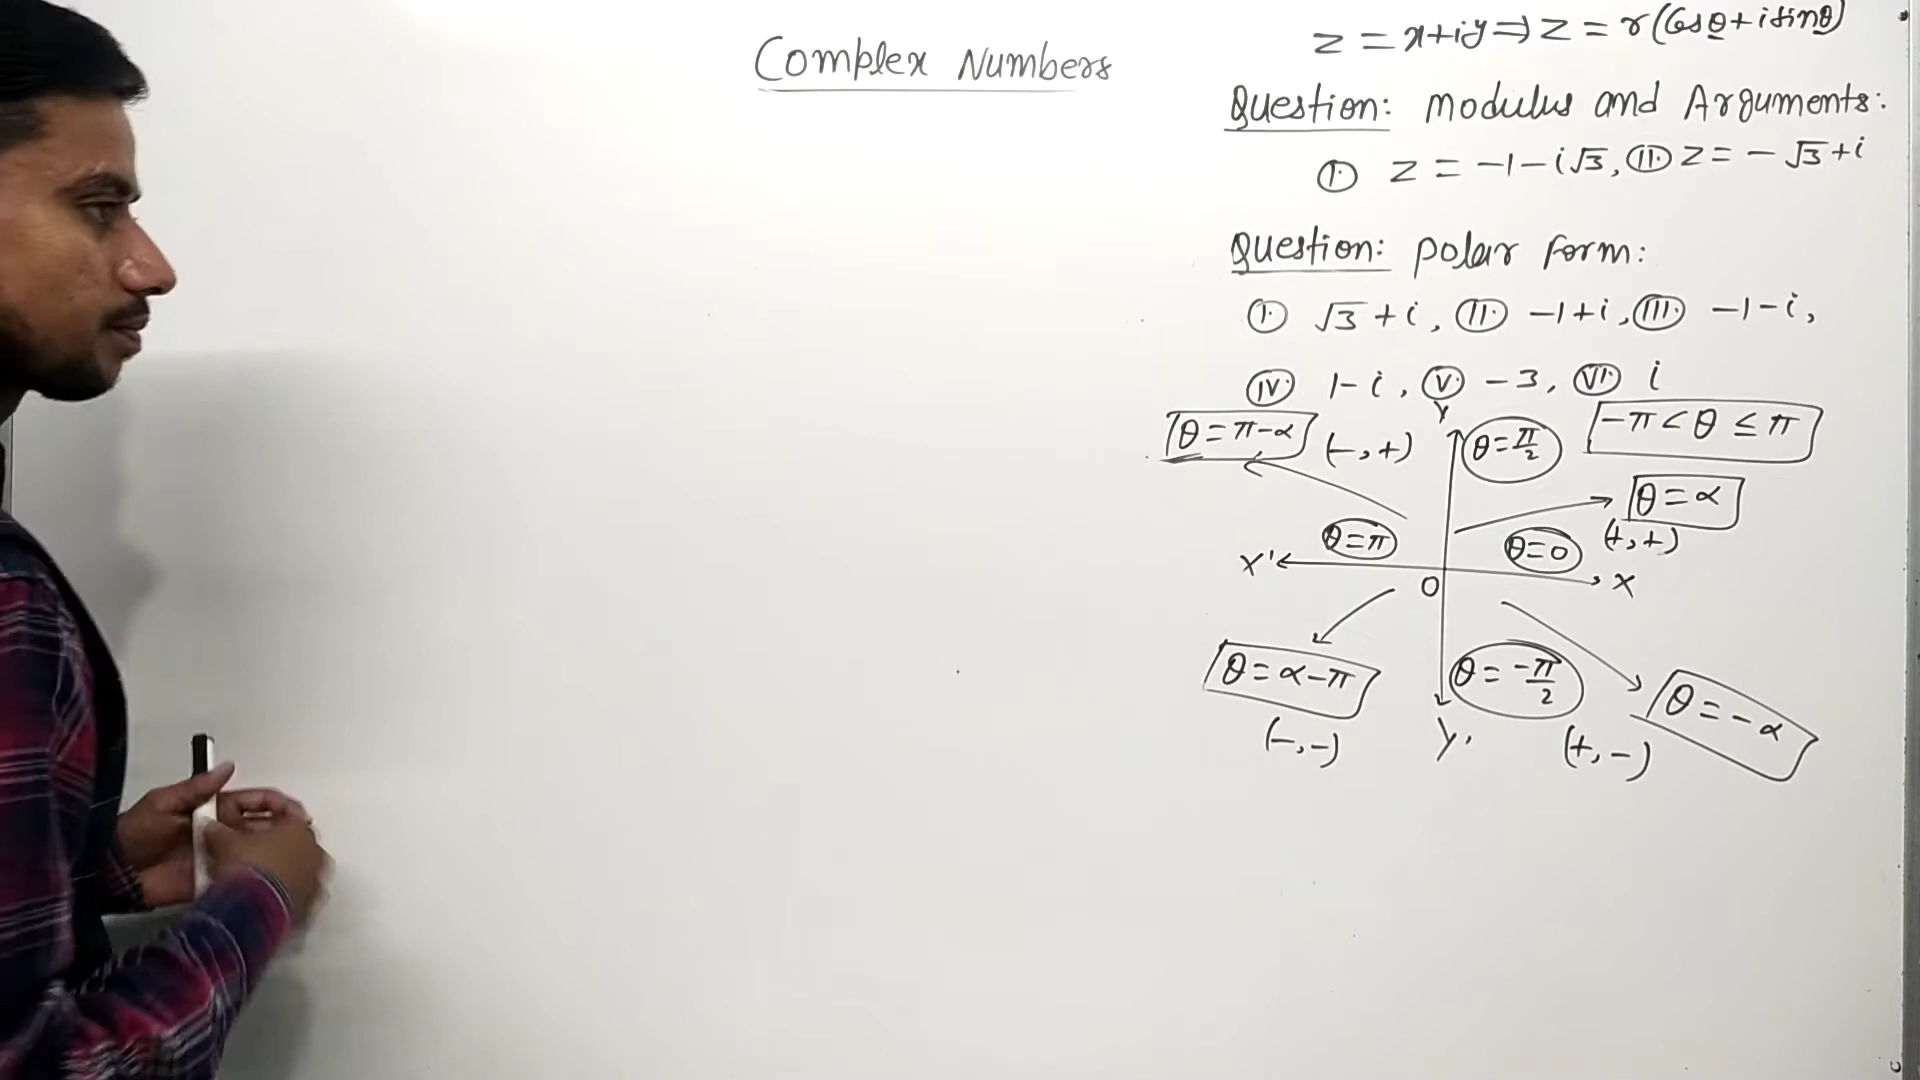 Complex Numbers
z = x+iy ⇒ z = r(Cosθ + i sinθ)
Question: Modulus and Arguments:
(I.) z = -1-i√3, (II.) z = -√3+i
Question: polar form:
(I.) √3+i, (II.) -1+i, (III.) -1-i,
(IV.) 1-i, (V.) -3, (VI.) i
Y
θ = π-α (-,+) θ = π/2 -π < θ ≤ π
θ = α
θ = π θ = 0 (+,+)
X' O X
θ = α-π θ = -π/2 θ = -α
(-,-) Y' (+,-)